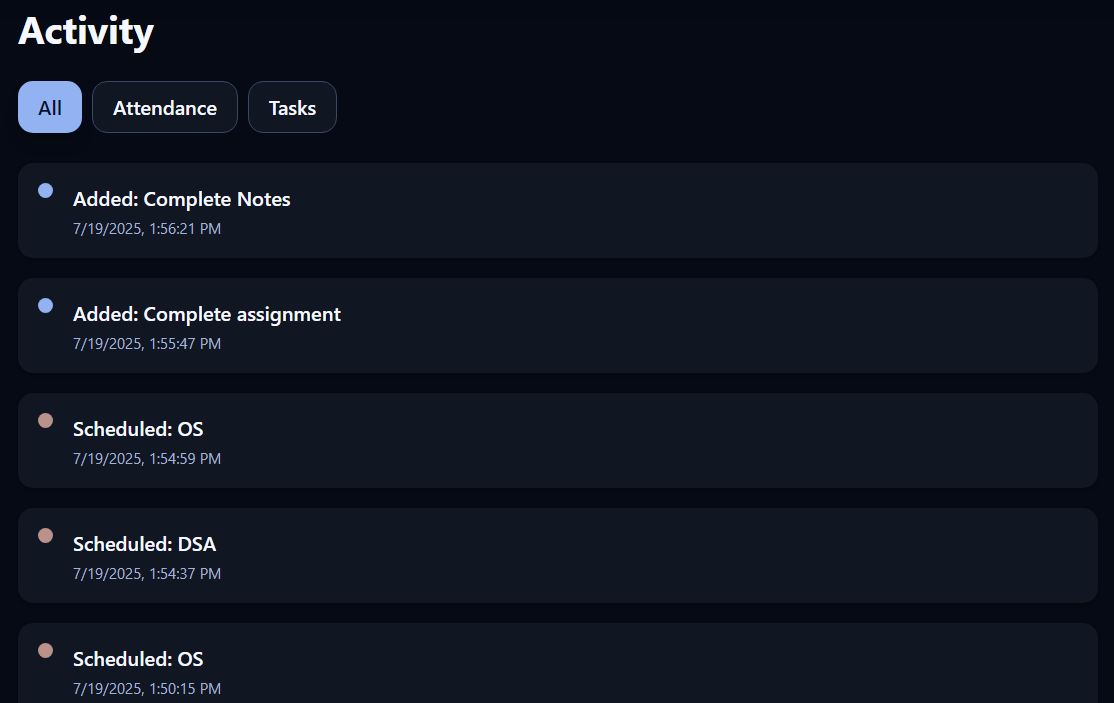 Activity
All Attendance Tasks
Added: Complete Notes
7/19/2025, 1:56:21 PM
Added: Complete assignment
7/19/2025, 1:55:47 PM
Scheduled: OS
7/19/2025, 1:54:59 PM
Scheduled: DSA
7/19/2025, 1:54:37 PM
Scheduled: OS
7/19/2025, 1:50:15 PM